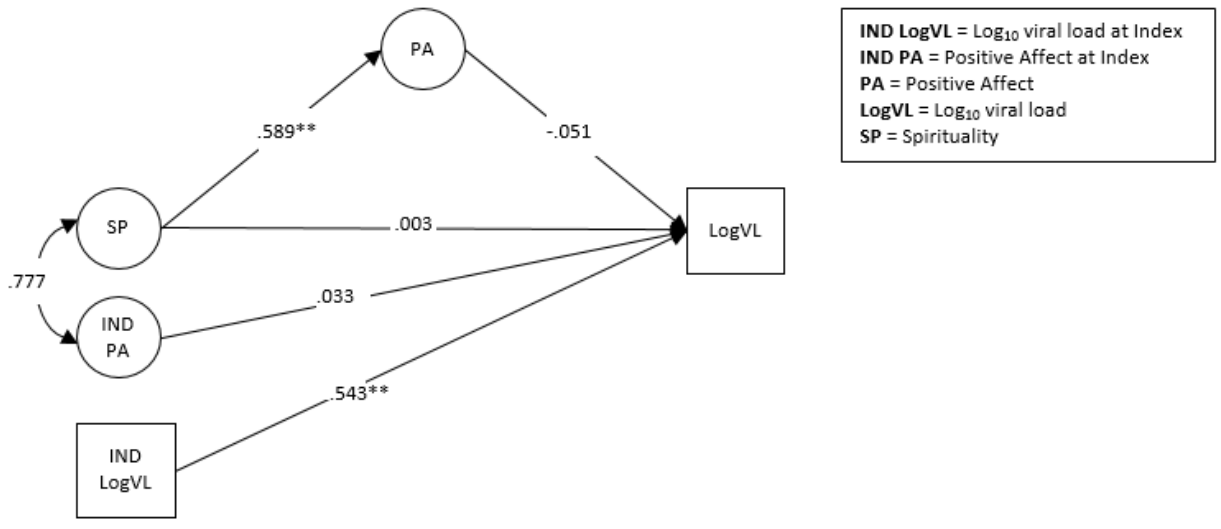 PA
IND LogVL = Log₁₀ viral load at Index
IND PA = Positive Affect at Index
PA = Positive Affect
LogVL = Log₁₀ viral load
SP = Spirituality
.589**
-.051
SP
.003
LogVL
.777
.033
IND
PA
.543**
IND
LogVL